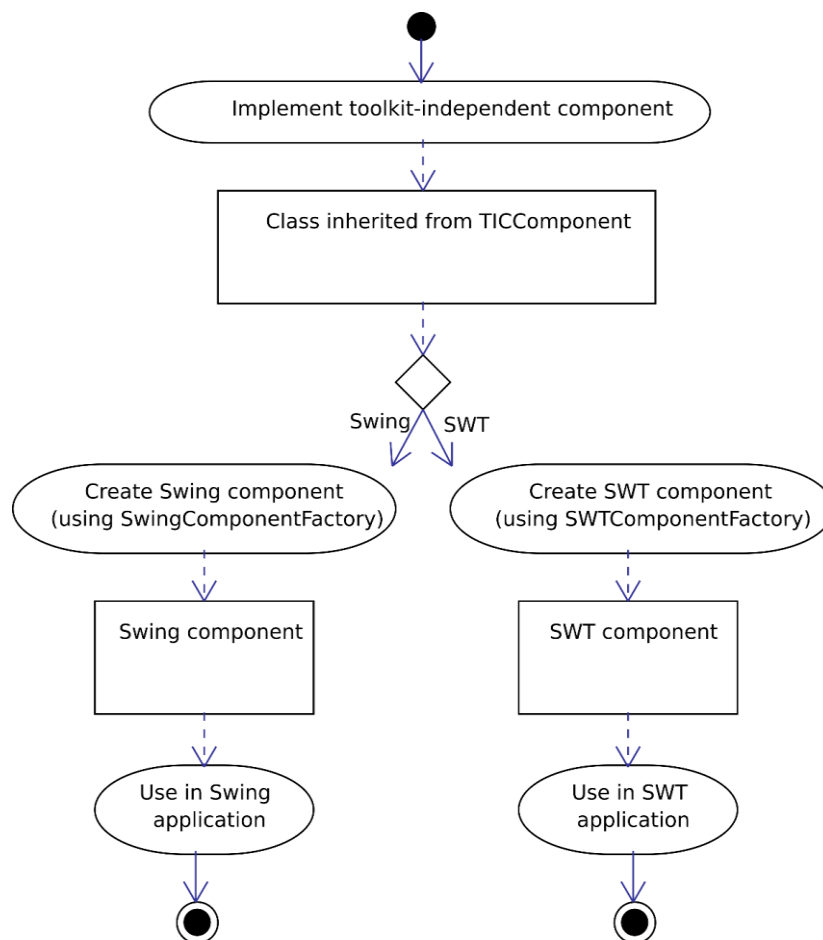 Implement toolkit-independent component
Class inherited from TICComponent
Swing
SWT
Create Swing component
(using SwingComponentFactory)
Create SWT component
(using SWTComponentFactory)
Swing component
SWT component
Use in Swing
application
Use in SWT
application